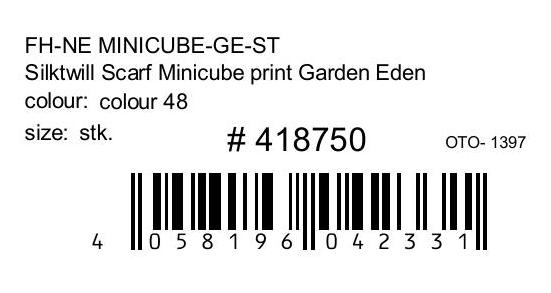 FH-NE MINICUBE-GE-ST
Silktwill Scarf Minicube print Garden Eden
colour: colour 48
size: stk.
# 418750
OTO- 1397
4 058196 042331